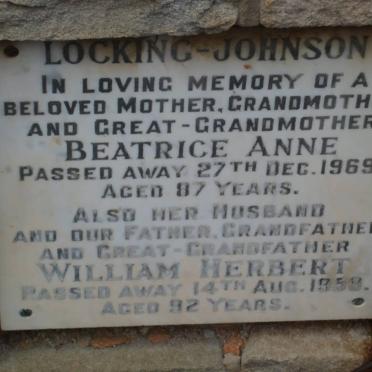 LOCKING-JOHNSON
IN LOVING MEMORY OF A
BELOVED MOTHER, GRANDMOTH
AND GREAT-GRANDMOTHER
BEATRICE ANNE
PASSED AWAY 27TH DEC. 1969
AGED 87 YEARS.
ALSO HER HUSBAND
AND OUR FATHER, GRANDFATHER
AND GREAT-GRANDFATHER
WILLIAM HERBERT
PASSED AWAY 14TH AUG. 1958.
AGED 92 YEARS.